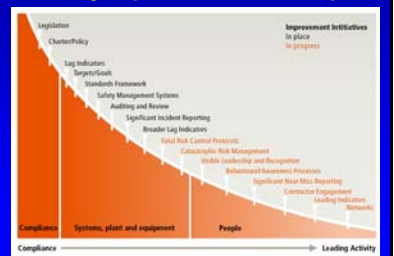 Legislation
Charter/Policy
Lag Indicators
Targets/Goals
Standards Framework
Safety Management Systems
Auditing and Review
Significant Incident Reporting
Broader Lag Indicators
Fatal Risk Control Protocols
Catastrophic Risk Management
Visible Leadership and Recognition
Behavioural/Awareness Processes
Significant Near Miss Reporting
Contractor Engagement
Leading Indicators
Networks
Improvement Intitiatives
In place
In progress
Compliance
Systems, plant and equipment
People
Compliance
Leading Activity